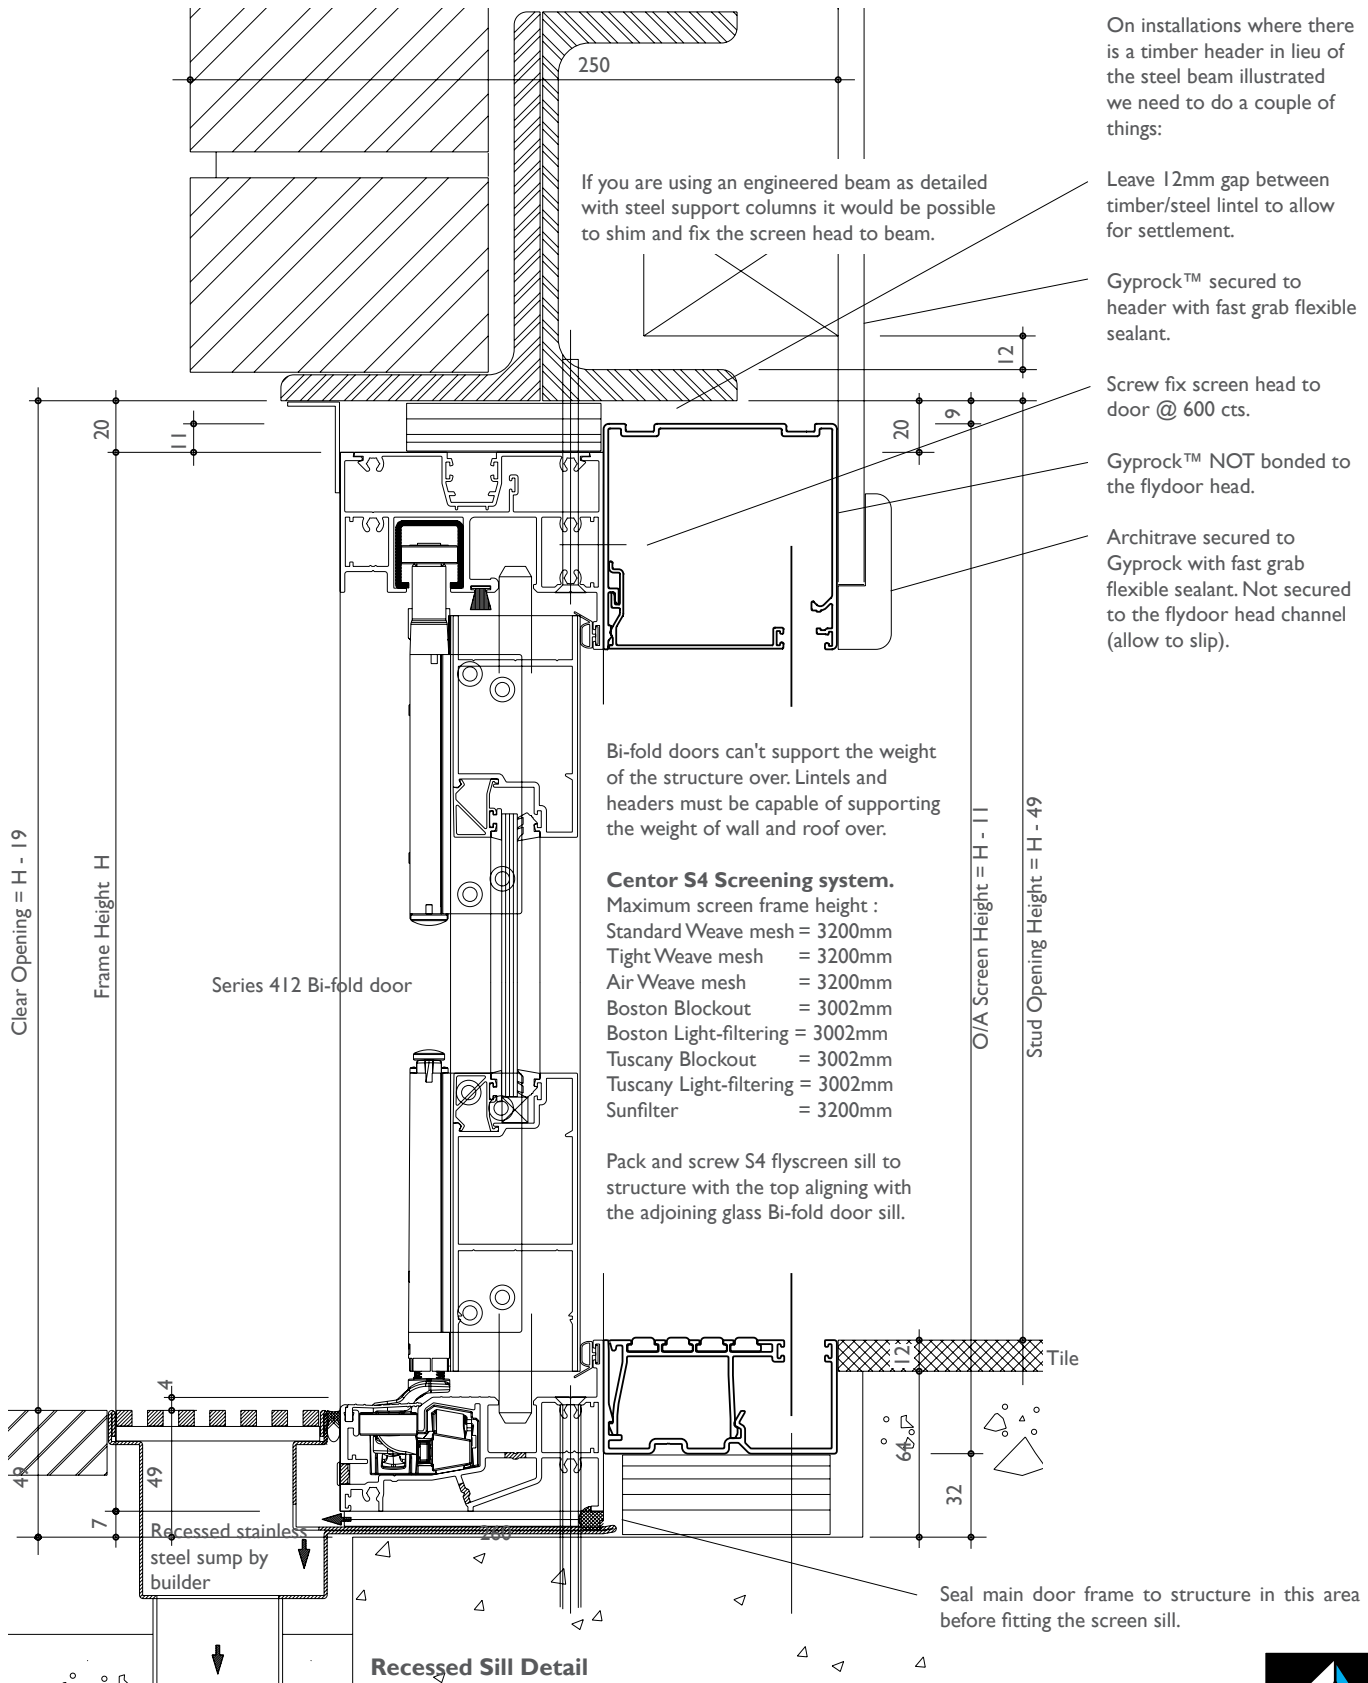 On installations where there
is a timber header in lieu of
the steel beam illustrated
we need to do a couple of
things:
250
If you are using an engineered beam as detailed
with steel support columns it would be possible
to shim and fix the screen head to beam.
Leave 12mm gap between
timber/steel lintel to allow
for settlement.
Gyprock™ secured to
header with fast grab flexible
sealant.
12
Screw fix screen head to
door @ 600 cts.
20
11
20
9
Gyprock™ NOT bonded to
the flydoor head.
Architrave secured to
Gyprock with fast grab
flexible sealant. Not secured
to the flydoor head channel
(allow to slip).
Bi-fold doors can't support the weight
of the structure over. Lintels and
headers must be capable of supporting
the weight of wall and roof over.
Clear Opening = H - 19
Frame Height H
Series 412 Bi-fold door
Centor S4 Screening system.
Maximum screen frame height :
Standard Weave mesh = 3200mm
Tight Weave mesh = 3200mm
Air Weave mesh = 3200mm
Boston Blockout = 3002mm
Boston Light-filtering = 3002mm
Tuscany Blockout = 3002mm
Tuscany Light-filtering = 3002mm
Sunfilter = 3200mm
O/A Screen Height = H - 11
Stud Opening Height = H - 49
Pack and screw S4 flyscreen sill to
structure with the top aligning with
the adjoining glass Bi-fold door sill.
12
Tile
4
49
49
64
32
7
260
Recessed stainless
steel sump by
builder
Seal main door frame to structure in this area
before fitting the screen sill.
Recessed Sill Detail